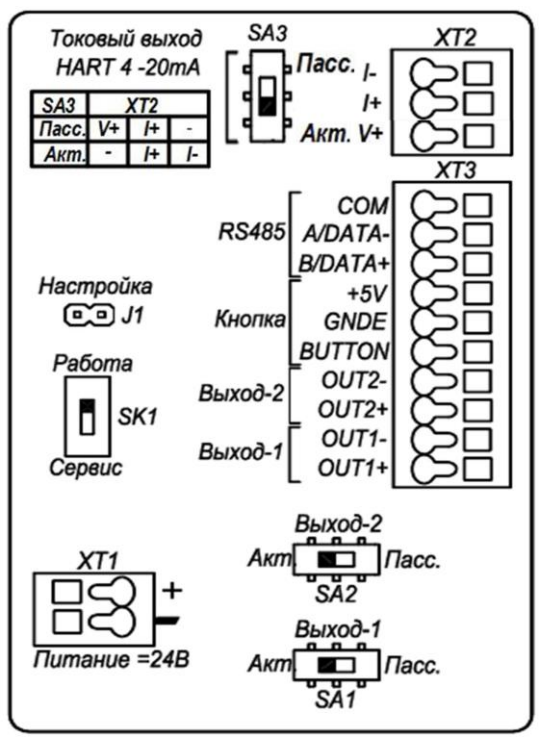 Токовый выход
HART 4 -20mA
SA3 XT2
Пасс. V+ I+ -
Акт. - I+ I-
SA3
Пасс.
Акт.
XT2
I-
I+
V+
XT3
RS485
COM
A/DATA-
B/DATA+
Кнопка
+5V
GNDE
BUTTON
Выход-2
OUT2-
OUT2+
Выход-1
OUT1-
OUT1+
Настройка
J1
Работа
SK1
Сервис
XT1
+
-
Питание =24В
Выход-2
Акт. Пасс.
SA2
Выход-1
Акт. Пасс.
SA1